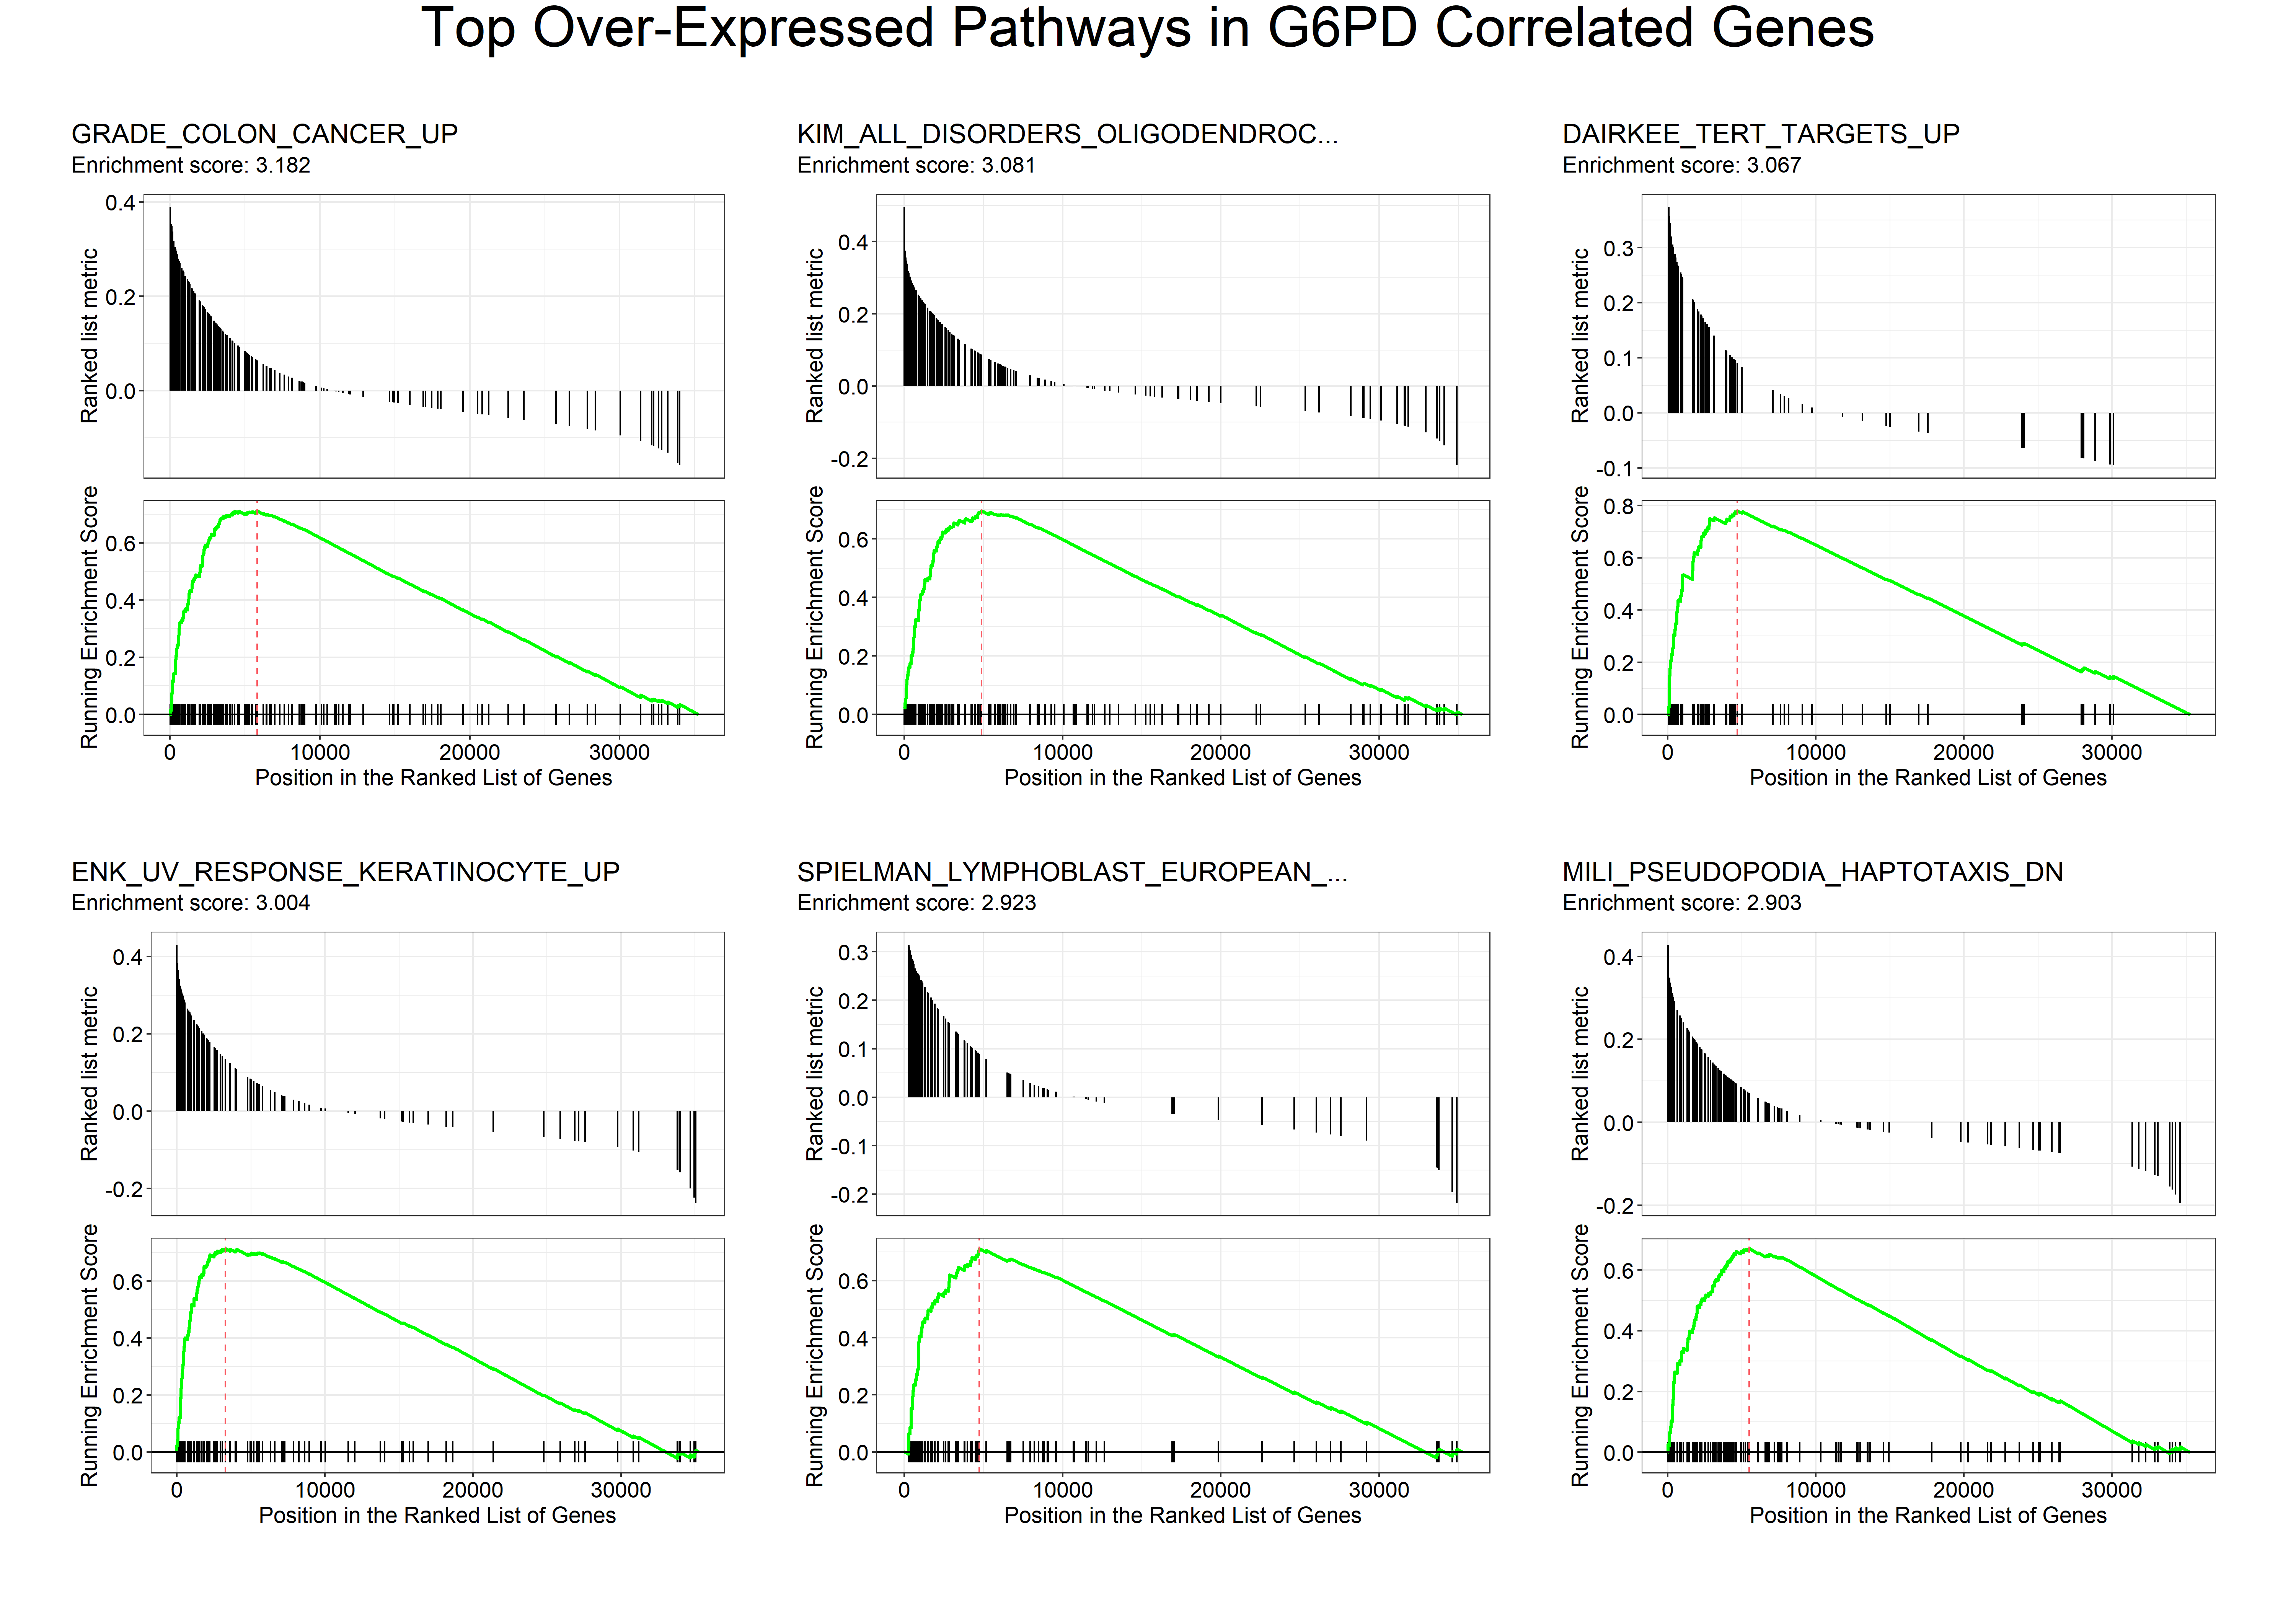 Top Over-Expressed Pathways in G6PD Correlated Genes
GRADE_COLON_CANCER_UP
Enrichment score: 3.182
Ranked list metric
0.4
0.2
0.0
Running Enrichment Score
0.6
0.4
0.2
0.0
0 10000 20000 30000
Position in the Ranked List of Genes
KIM_ALL_DISORDERS_OLIGODENDROC...
Enrichment score: 3.081
Ranked list metric
0.4
0.2
0.0
-0.2
Running Enrichment Score
0.6
0.4
0.2
0.0
0 10000 20000 30000
Position in the Ranked List of Genes
DAIRKEE_TERT_TARGETS_UP
Enrichment score: 3.067
Ranked list metric
0.3
0.2
0.1
0.0
-0.1
Running Enrichment Score
0.8
0.6
0.4
0.2
0.0
0 10000 20000 30000
Position in the Ranked List of Genes
ENK_UV_RESPONSE_KERATINOCYTE_UP
Enrichment score: 3.004
Ranked list metric
0.4
0.2
0.0
-0.2
Running Enrichment Score
0.6
0.4
0.2
0.0
0 10000 20000 30000
Position in the Ranked List of Genes
SPIELMAN_LYMPHOBLAST_EUROPEAN_...
Enrichment score: 2.923
Ranked list metric
0.3
0.2
0.1
0.0
-0.1
-0.2
Running Enrichment Score
0.6
0.4
0.2
0.0
0 10000 20000 30000
Position in the Ranked List of Genes
MILI_PSEUDOPODIA_HAPTOTAXIS_DN
Enrichment score: 2.903
Ranked list metric
0.4
0.2
0.0
-0.2
Running Enrichment Score
0.6
0.4
0.2
0.0
0 10000 20000 30000
Position in the Ranked List of Genes